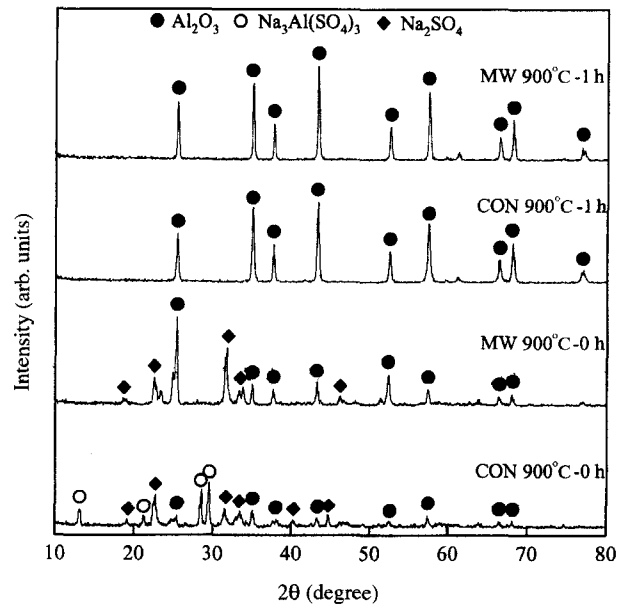 ● Al₂O₃ ○ Na₃Al(SO₄)₃ ◆ Na₂SO₄
MW 900°C -1 h
CON 900°C -1 h
MW 900°C -0 h
CON 900°C -0 h
Intensity (arb. units)
10 20 30 40 50 60 70 80
2θ (degree)